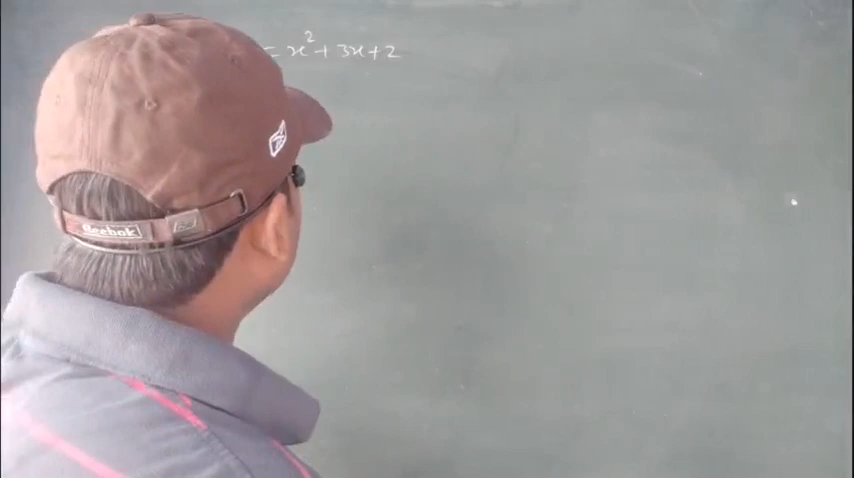 = x² + 3x + 2
Reebok